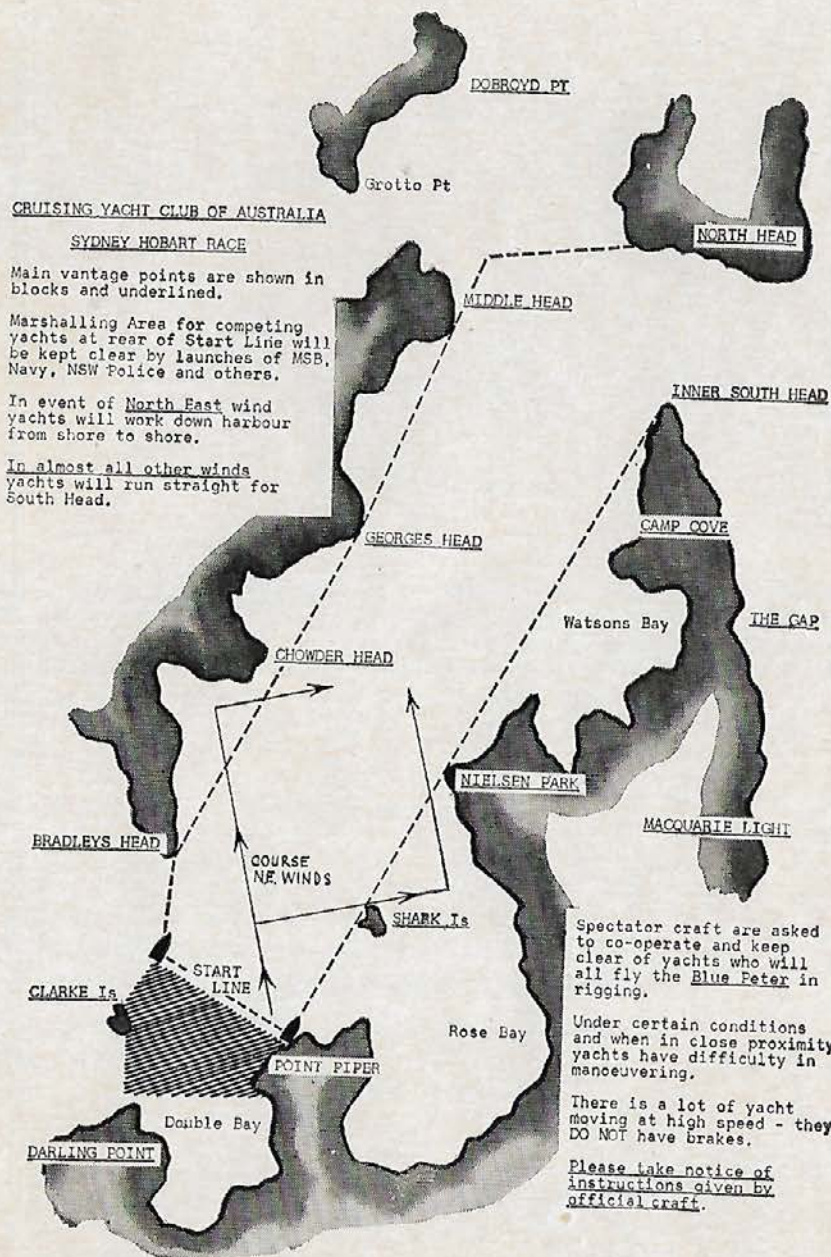 DOBROYD PT
Grotto Pt
CRUISING YACHT CLUB OF AUSTRALIA
SYDNEY HOBART RACE
Main vantage points are shown in
blocks and underlined.
Marshalling Area for competing
yachts at rear of Start Line will
be kept clear by launches of MSB,
Navy, NSW Police and others.
In event of North East wind
yachts will work down harbour
from shore to shore.
In almost all other winds
yachts will run straight for
South Head.
NORTH HEAD
MIDDLE HEAD
INNER SOUTH HEAD
GEORGES HEAD
CAMP COVE
Watsons Bay
THE GAP
CHOWDER HEAD
NIELSEN PARK
MACQUARIE LIGHT
BRADLEYS HEAD
COURSE
N.E. WINDS
SHARK Is
START
LINE
CLARKE Is
Rose Bay
POINT PIPER
Double Bay
DARLING POINT
Spectator craft are asked
to co-operate and keep
clear of yachts who will
all fly the Blue Peter in
rigging.
Under certain conditions
and when in close proximity
yachts have difficulty in
manoeuvering.
There is a lot of yacht
moving at high speed - they
DO NOT have brakes.
Please take notice of
instructions given by
official craft.